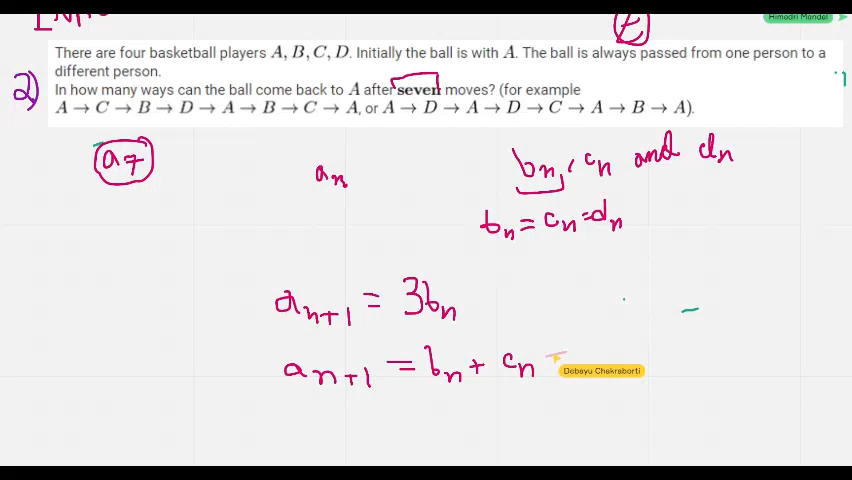 Himadri Mandal
There are four basketball players A, B, C, D. Initially the ball is with A. The ball is always passed from one person to a
different person.
2) In how many ways can the ball come back to A after seven moves? (for example
A → C → B → D → A → B → C → A, or A → D → A → D → C → A → B → A).
a7
aₙ
bₙ, cₙ and dₙ
bₙ = cₙ = dₙ
aₙ₊₁ = 3bₙ
aₙ₊₁ = bₙ + cₙ
Debayu Chakraborti